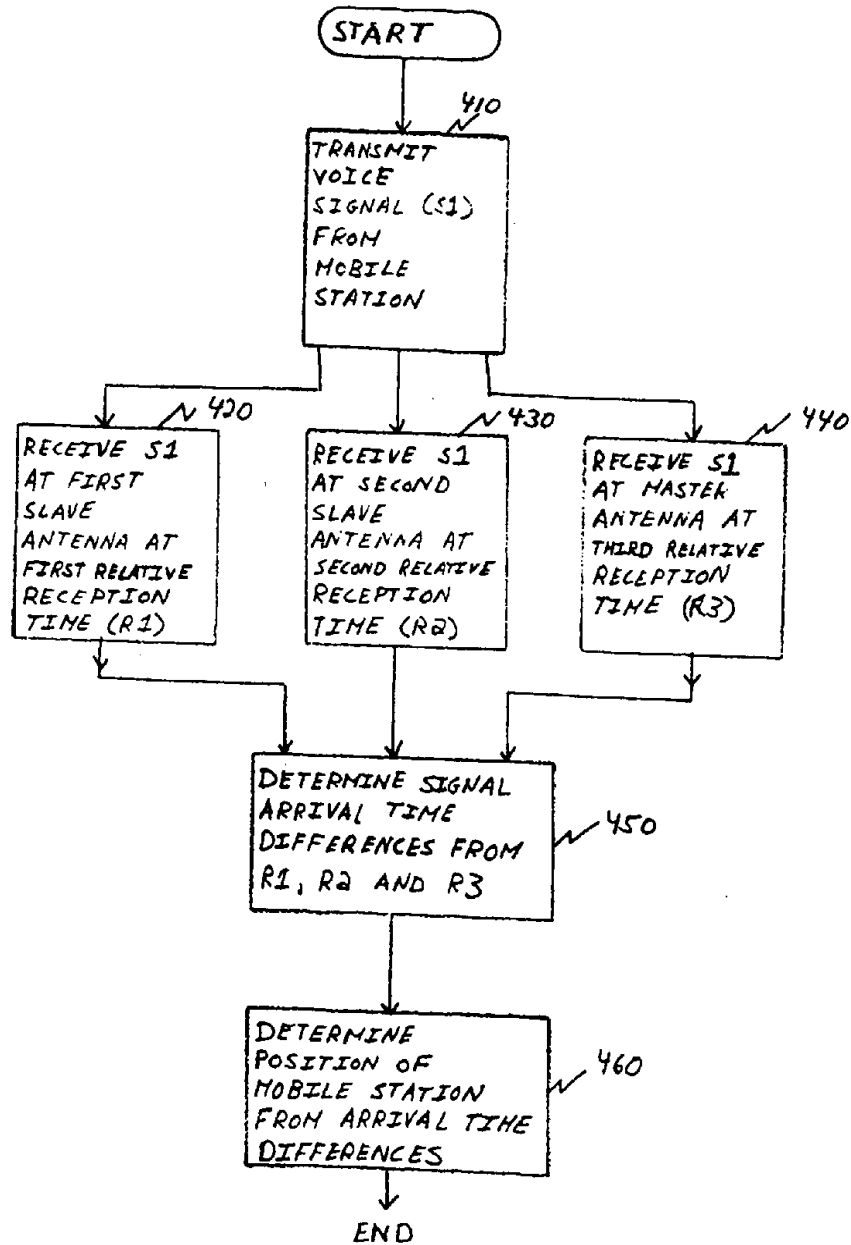 START
410
TRANSMIT
VOICE
SIGNAL (S1)
FROM
MOBILE
STATION
420
RECEIVE S1
AT FIRST
SLAVE
ANTENNA AT
FIRST RELATIVE
RECEPTION
TIME (R1)
430
RECEIVE S1
AT SECOND
SLAVE
ANTENNA AT
SECOND RELATIVE
RECEPTION
TIME (R2)
440
RECEIVE S1
AT MASTER
ANTENNA AT
THIRD RELATIVE
RECEPTION
TIME (R3)
DETERMINE SIGNAL
ARRIVAL TIME
DIFFERENCES FROM
R1, R2 AND R3
450
DETERMINE
POSITION OF
MOBILE STATION
FROM ARRIVAL TIME
DIFFERENCES
460
END